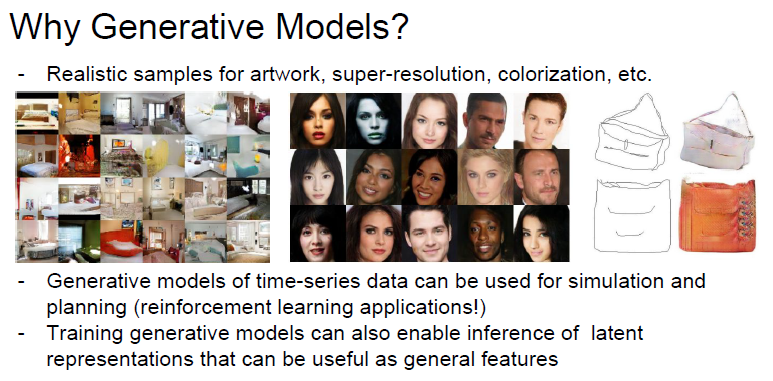 Why Generative Models?
- Realistic samples for artwork, super-resolution, colorization, etc.
- Generative models of time-series data can be used for simulation and
planning (reinforcement learning applications!)
- Training generative models can also enable inference of latent
representations that can be useful as general features